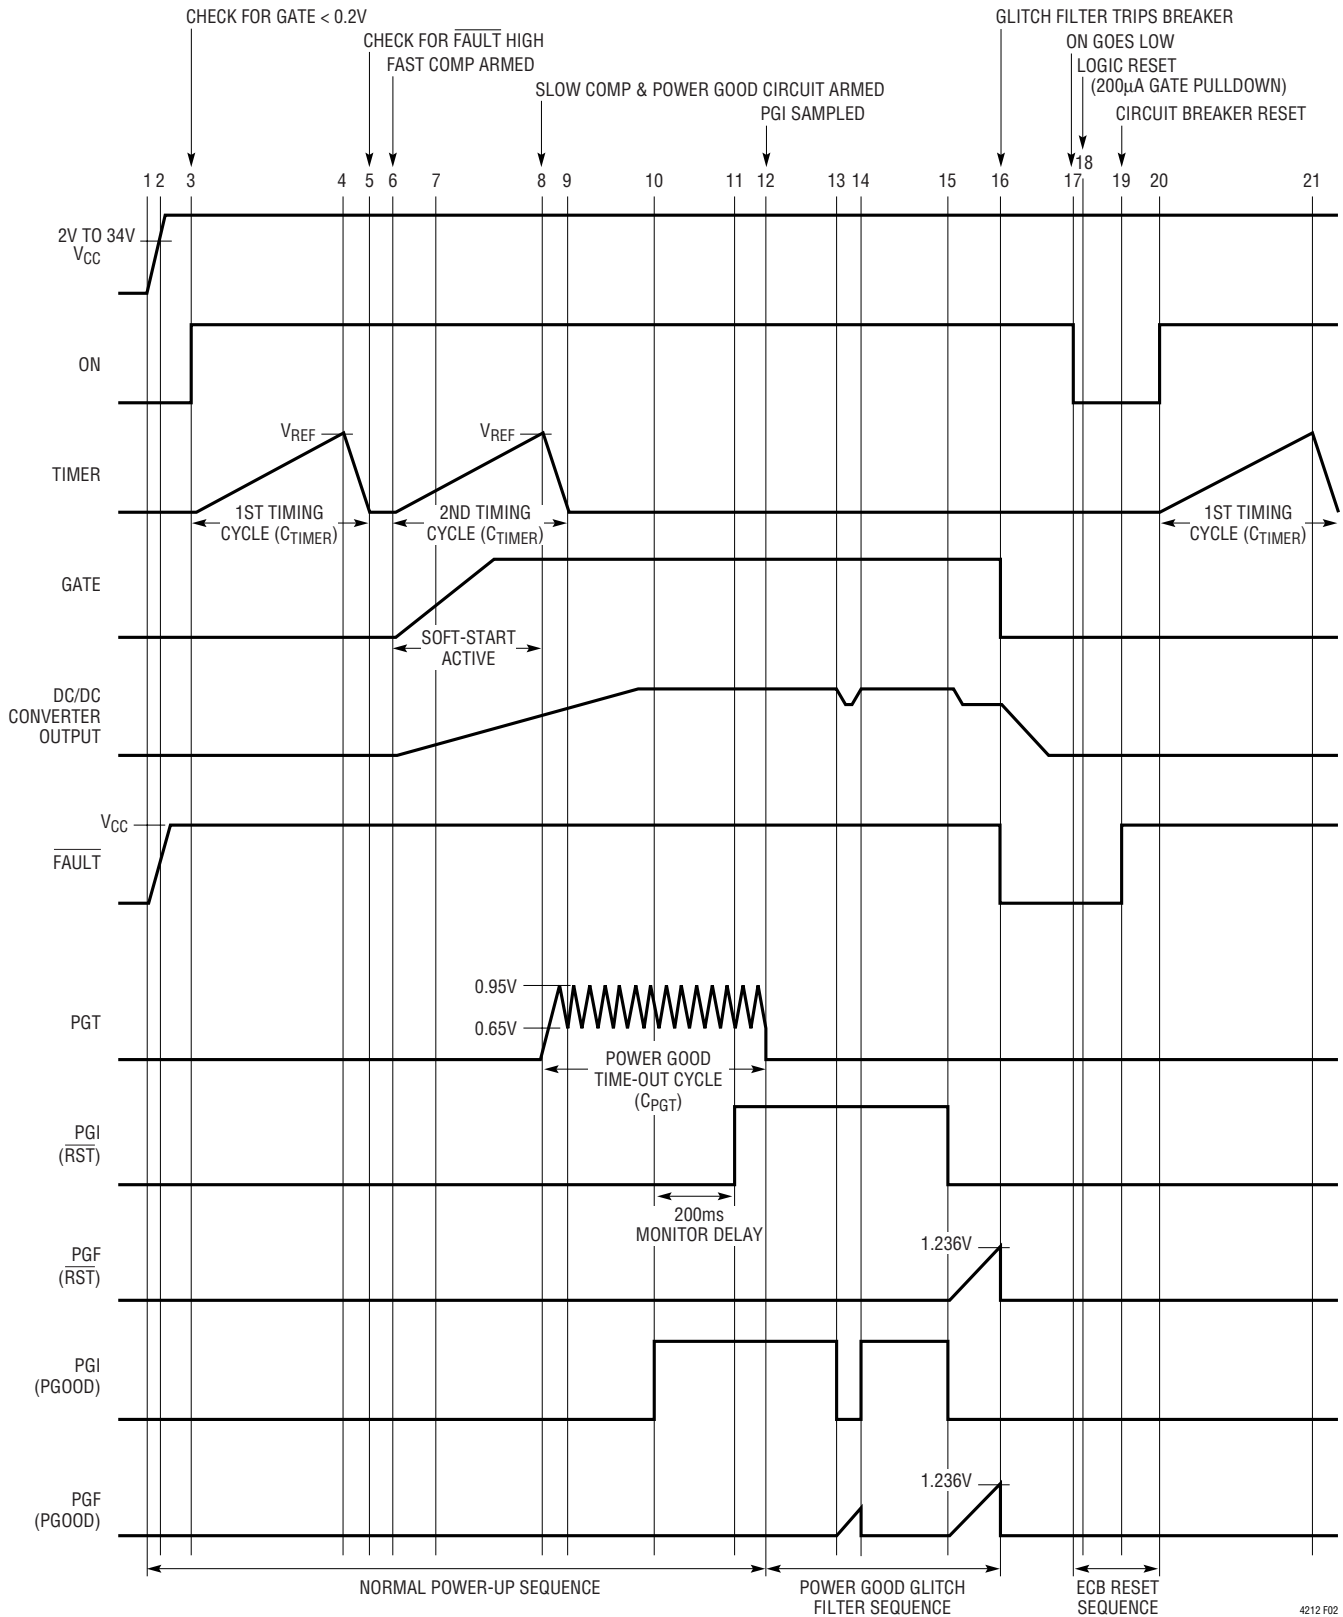 CHECK FOR GATE < 0.2V
GLITCH FILTER TRIPS BREAKER
CHECK FOR FAULT HIGH
ON GOES LOW
FAST COMP ARMED
LOGIC RESET
(200µA GATE PULLDOWN)
SLOW COMP & POWER GOOD CIRCUIT ARMED
PGI SAMPLED
CIRCUIT BREAKER RESET
1 2 3 4 5 6 7 8 9 10 11 12 13 14 15 16 17 18 19 20 21
2V TO 34V
VCC
ON
VREF
VREF
TIMER
1ST TIMING
CYCLE (CTIMER)
2ND TIMING
CYCLE (CTIMER)
1ST TIMING
CYCLE (CTIMER)
GATE
SOFT-START
ACTIVE
DC/DC
CONVERTER
OUTPUT
VCC
FAULT
0.95V
PGT
0.65V
POWER GOOD
TIME-OUT CYCLE
(CPGT)
PGI
(RST)
200ms
MONITOR DELAY
PGF
(RST)
1.236V
PGI
(PGOOD)
PGF
(PGOOD)
1.236V
NORMAL POWER-UP SEQUENCE
POWER GOOD GLITCH
FILTER SEQUENCE
ECB RESET
SEQUENCE
4212 F02